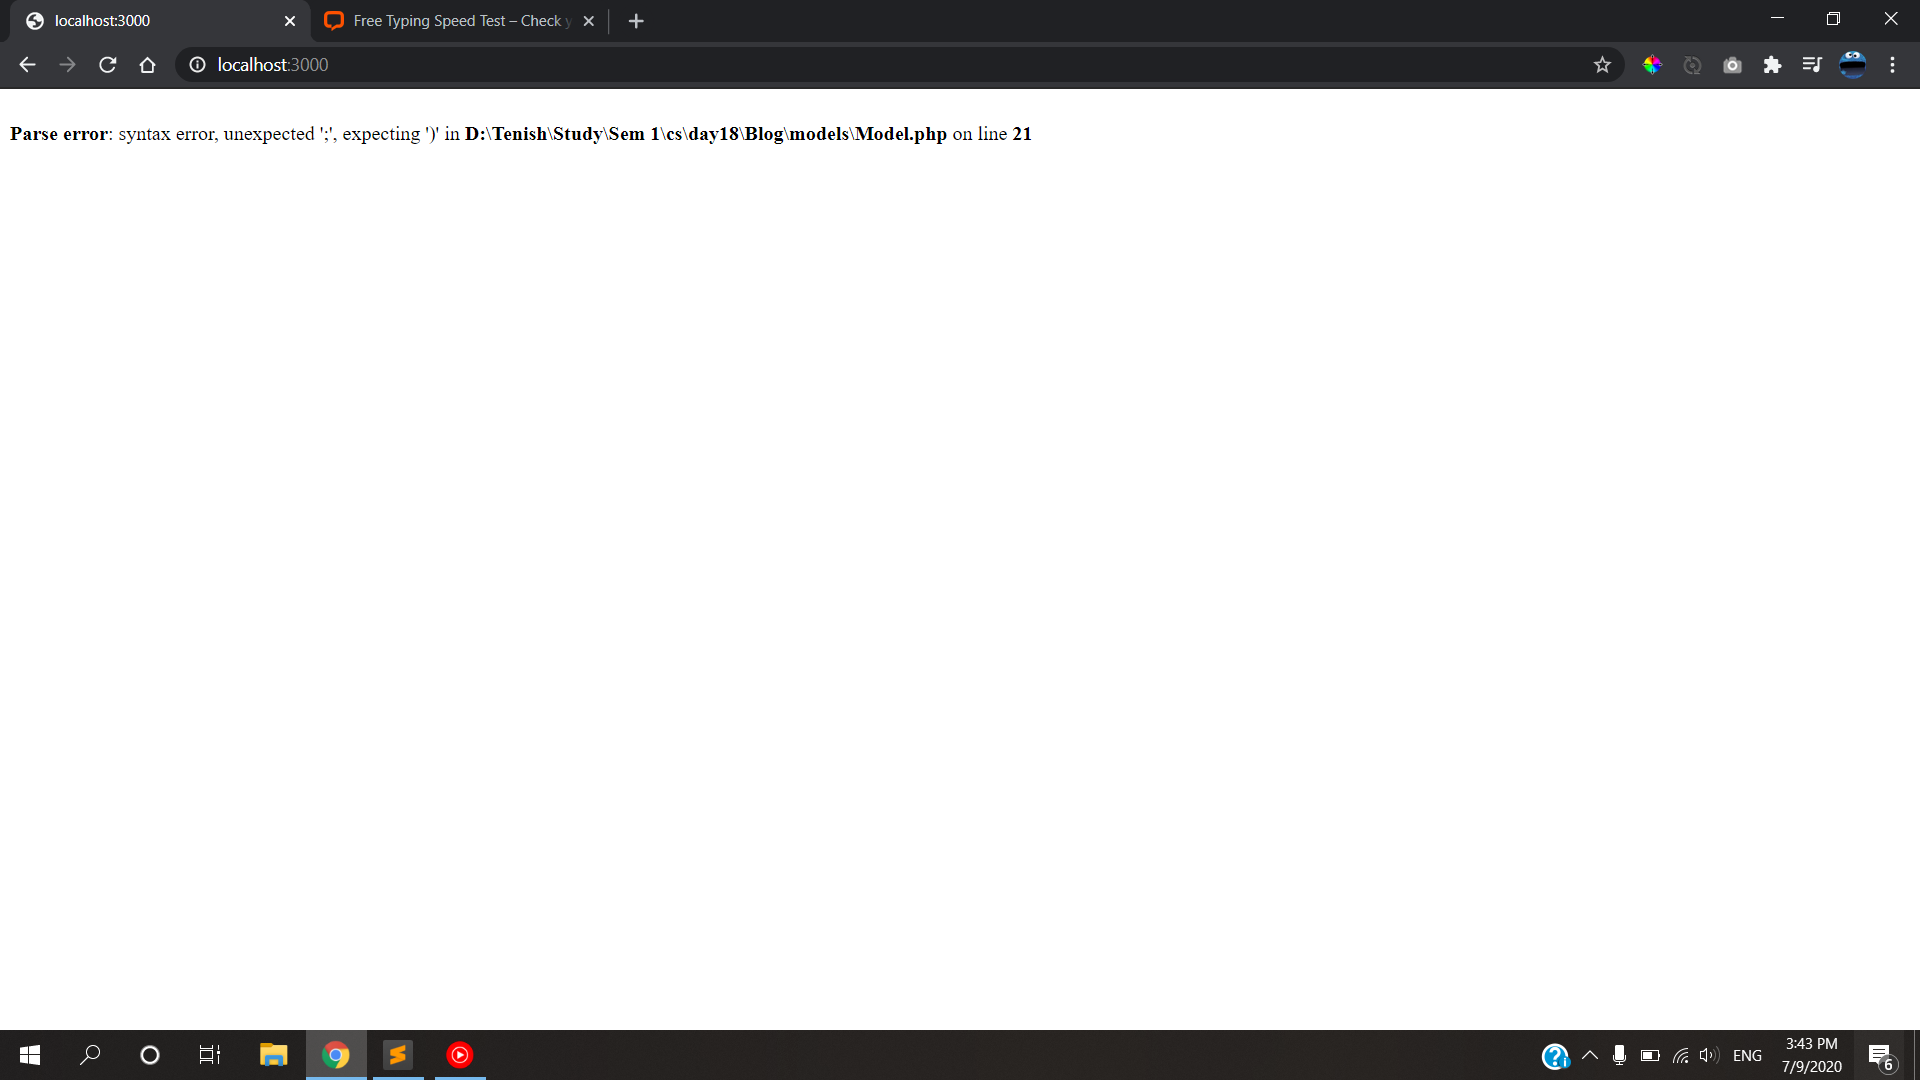 localhost:3000
Free Typing Speed Test – Check y
localhost:3000
Parse error: syntax error, unexpected ';', expecting ')' in D:\Tenish\Study\Sem 1\cs\day18\Blog\models\Model.php on line 21
ENG
3:43 PM
7/9/2020
6